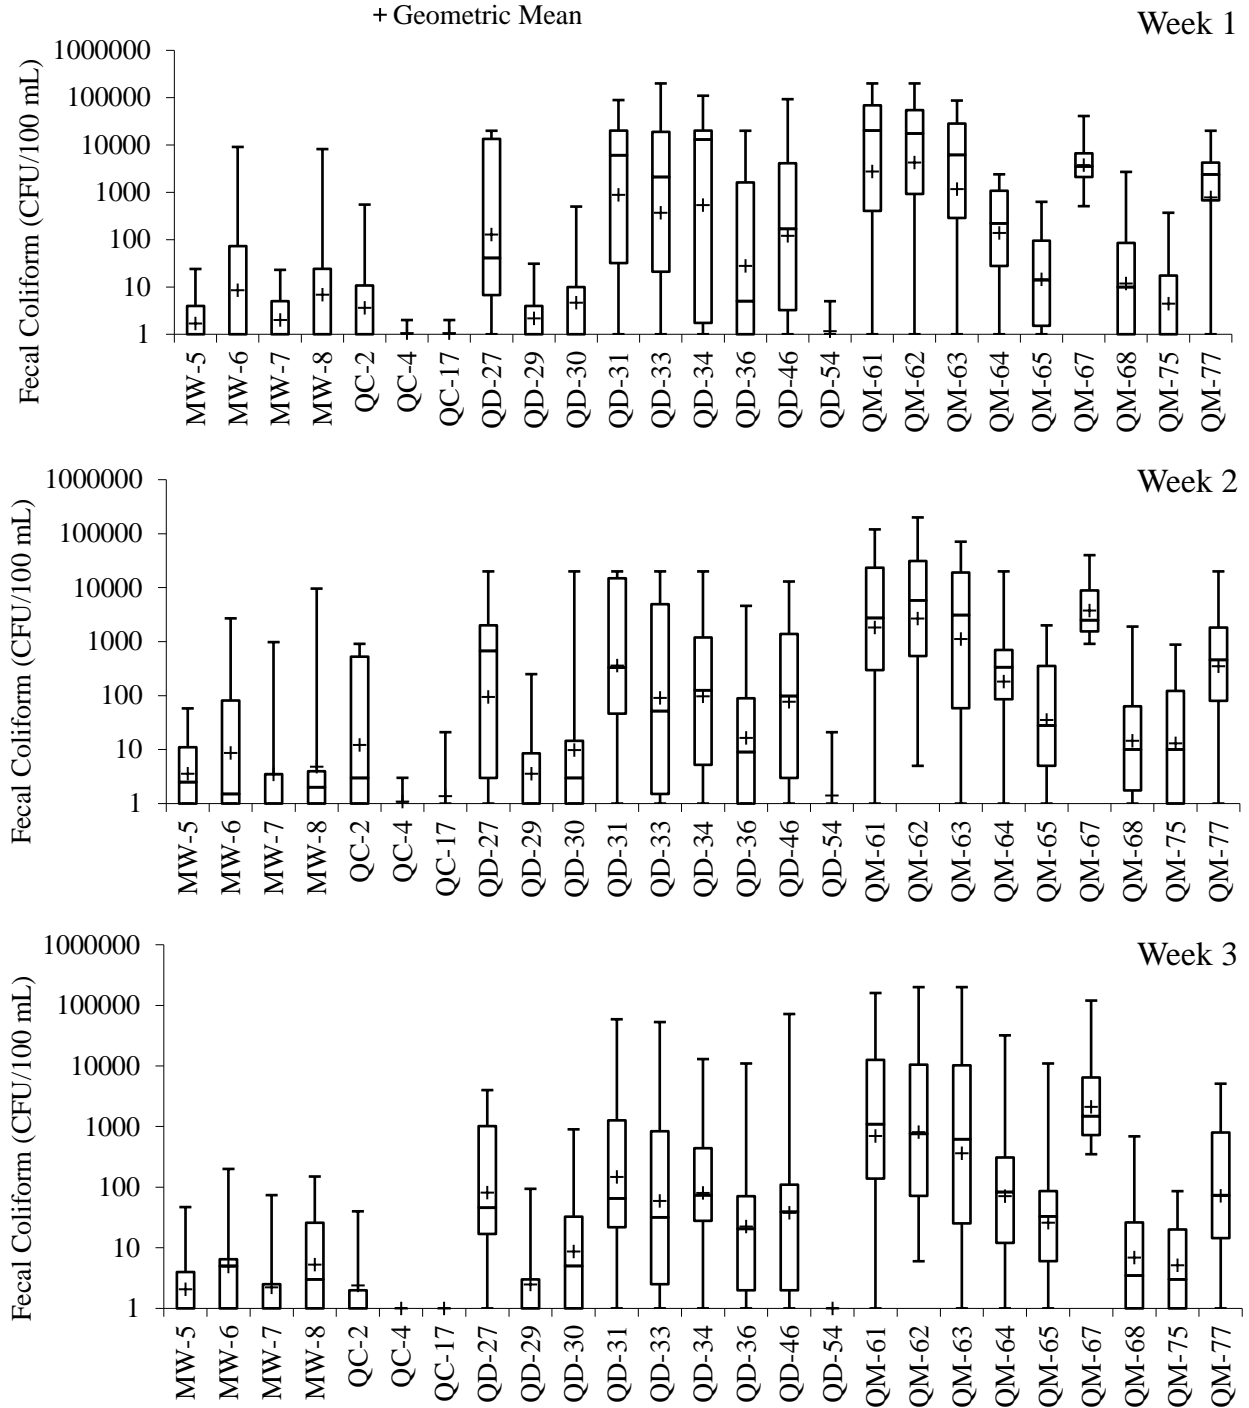 + Geometric Mean
Week 1
Fecal Coliform (CFU/100 mL)
1000000
100000
10000
1000
100
10
1
MW-5 MW-6 MW-7 MW-8 QC-2 QC-4 QC-17 QD-27 QD-29 QD-30 QD-31 QD-33 QD-34 QD-36 QD-46 QD-54 QM-61 QM-62 QM-63 QM-64 QM-65 QM-67 QM-68 QM-75 QM-77
Week 2
Fecal Coliform (CFU/100 mL)
1000000
100000
10000
1000
100
10
1
MW-5 MW-6 MW-7 MW-8 QC-2 QC-4 QC-17 QD-27 QD-29 QD-30 QD-31 QD-33 QD-34 QD-36 QD-46 QD-54 QM-61 QM-62 QM-63 QM-64 QM-65 QM-67 QM-68 QM-75 QM-77
Week 3
Fecal Coliform (CFU/100 mL)
1000000
100000
10000
1000
100
10
1
MW-5 MW-6 MW-7 MW-8 QC-2 QC-4 QC-17 QD-27 QD-29 QD-30 QD-31 QD-33 QD-34 QD-36 QD-46 QD-54 QM-61 QM-62 QM-63 QM-64 QM-65 QM-67 QM-68 QM-75 QM-77